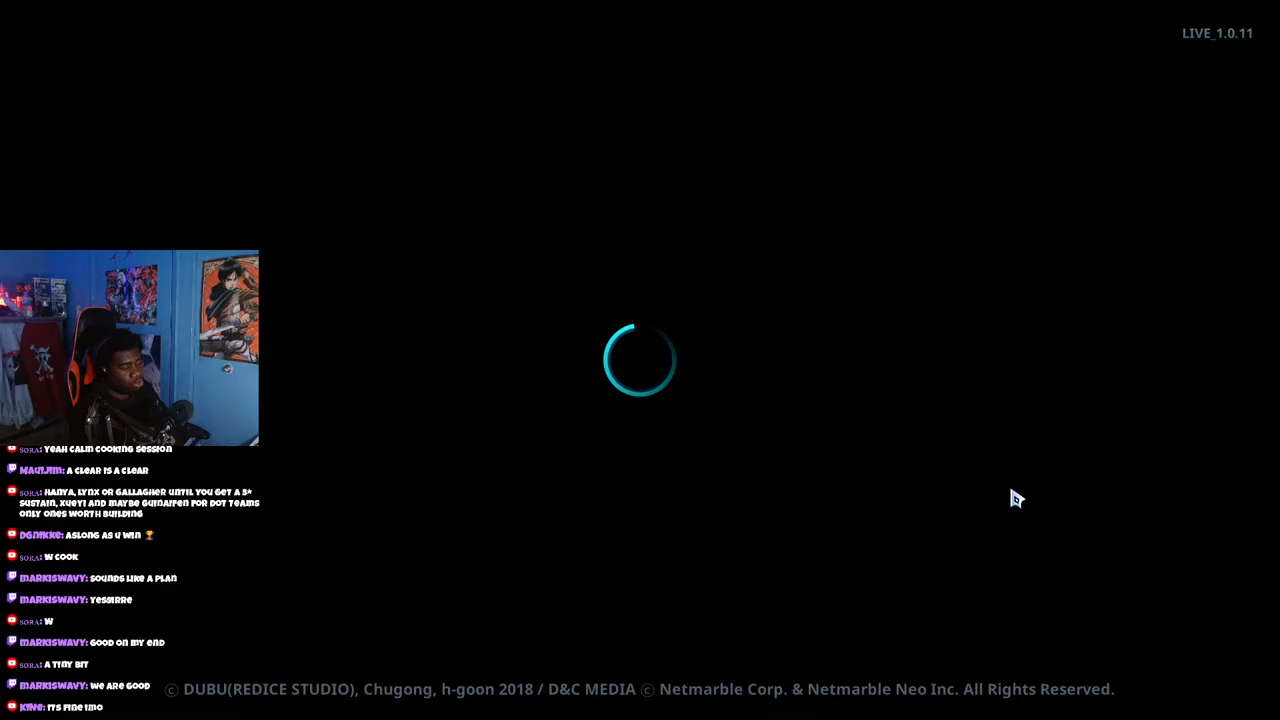 LIVE_1.0.11
SORA: YEAH CALM COOKING SESSION
MAUIJIM: A CLEAR IS A CLEAR
SORA: HANYA, LYNX OR GALLAGHER UNTIL YOU GET A 5*
SUSTAIN, XUEYI AND MAYBE GUINAIFEN FOR DOT TEAMS
ONLY ONES WORTH BUILDING
DGNIKKE: ASLONG AS U WIN 🏆
SORA: W COOK
MARKISWAVY: SOUNDS LIKE A PLAN
MARKISWAVY: YESSIRRE
SORA: W
MARKISWAVY: GOOD ON MY END
SORA: A TINY BIT
MARKISWAVY: WE ARE GOOD
KINE: ITS FINE IMO
Ⓒ DUBU(REDICE STUDIO), Chugong, h-goon 2018 / D&C MEDIA Ⓒ Netmarble Corp. & Netmarble Neo Inc. All Rights Reserved.